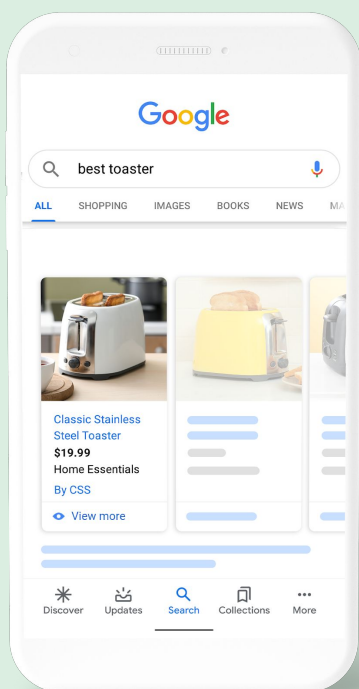 Google
best toaster
ALL SHOPPING IMAGES BOOKS NEWS MA
Classic Stainless
Steel Toaster
$19.99
Home Essentials
By CSS
View more
Discover Updates Search Collections More